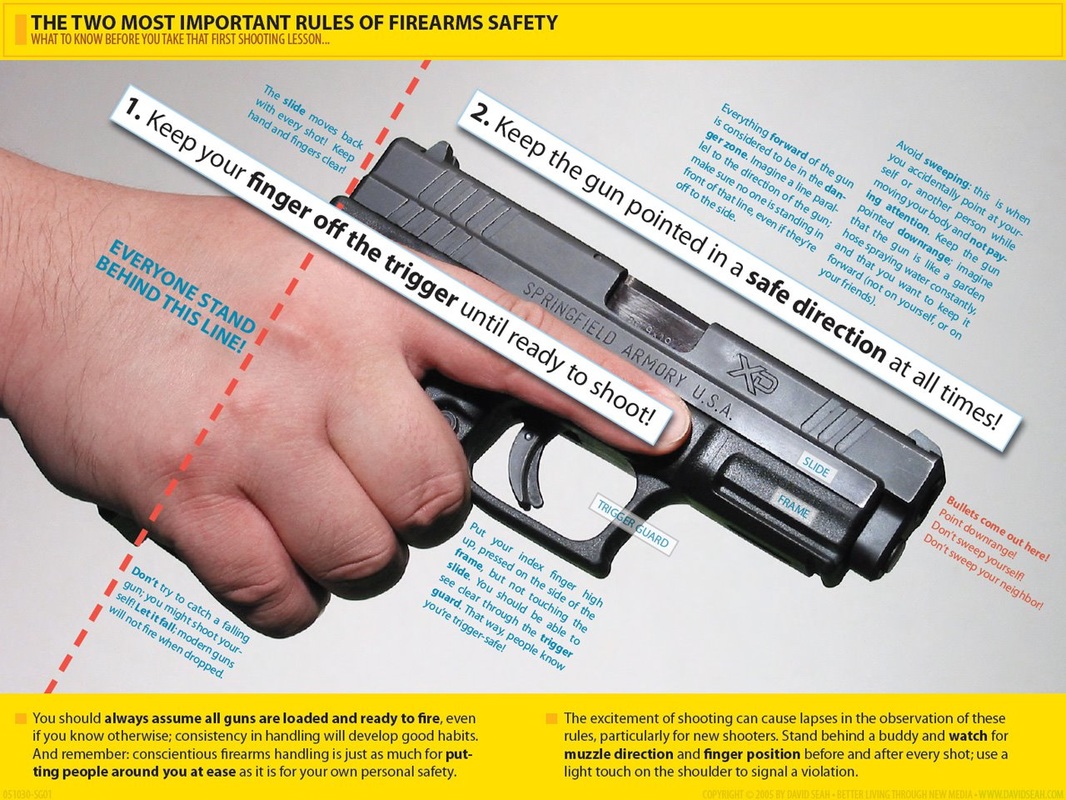 THE TWO MOST IMPORTANT RULES OF FIREARMS SAFETY
WHAT TO KNOW BEFORE YOU TAKE THAT FIRST SHOOTING LESSON...
1. Keep your finger off the trigger until ready to shoot!
2. Keep the gun pointed in a safe direction at all times!
The slide moves back
with every shot! Keep
hand and fingers clear!
Everything forward of the gun
is considered to be in the dan-
ger zone. Imagine a line paral-
lel to the direction of the gun;
make sure no one is standing in
front of that line, even if they're
off to the side.
Avoid sweeping: this is when
you accidentally point at your-
self or another person while
moving your body and not pay-
ing attention. Keep the gun
pointed downrange: imagine
that the gun is like a garden
hose spraying water constantly,
and that you want to keep it
forward (not on yourself, or on
your friends).
EVERYONE STAND
BEHIND THIS LINE!
SPRINGFIELD ARMORY U.S.A.
XD
SLIDE
FRAME
TRIGGER GUARD
Bullets come out here!
Point downrange!
Don't sweep yourself!
Don't sweep your neighbor!
Put your index finger high
up, pressed on the side of the
frame, but not touching the
slide. You should be able to
see clear through the trigger
guard. That way, people know
you're trigger-safe!
Don't try to catch a falling
gun; you might shoot your-
self! Let it fall; modern guns
will not fire when dropped.
You should always assume all guns are loaded and ready to fire, even
if you know otherwise; consistency in handling will develop good habits.
And remember: conscientious firearms handling is just as much for put-
ting people around you at ease as it is for your own personal safety.
The excitement of shooting can cause lapses in the observation of these
rules, particularly for new shooters. Stand behind a buddy and watch for
muzzle direction and finger position before and after every shot; use a
light touch on the shoulder to signal a violation.
051030-SG01
COPYRIGHT © 2005 BY DAVID SEAH • BETTER LIVING THROUGH NEW MEDIA • WWW.DAVIDSEAH.COM